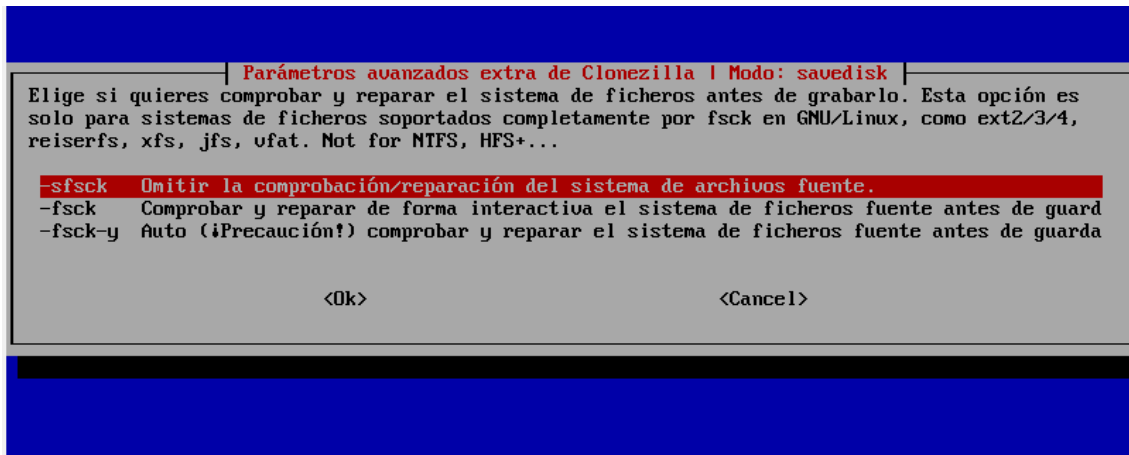 Parámetros avanzados extra de Clonezilla | Modo: savedisk
Elige si quieres comprobar y reparar el sistema de ficheros antes de grabarlo. Esta opción es
solo para sistemas de ficheros soportados completamente por fsck en GNU/Linux, como ext2/3/4,
reiserfs, xfs, jfs, vfat. Not for NTFS, HFS+...
-sfsck Omitir la comprobación/reparación del sistema de archivos fuente.
-fsck Comprobar y reparar de forma interactiva el sistema de ficheros fuente antes de guard
-fsck-y Auto (¡Precaución!) comprobar y reparar el sistema de ficheros fuente antes de guarda
<Ok> <Cancel>